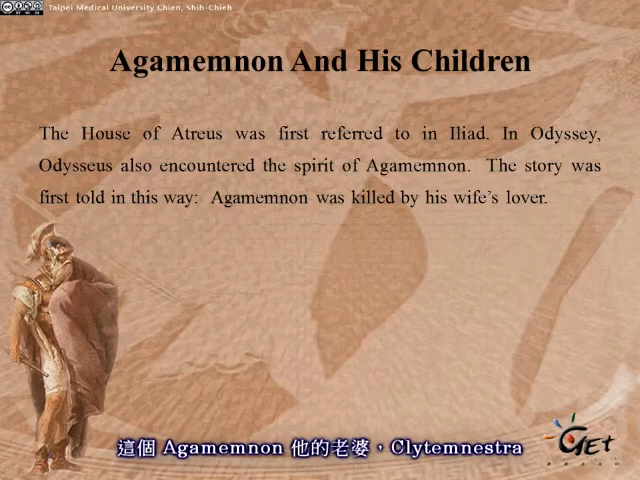 Taipei Medical University Chien, Shih-Chieh
Agamemnon And His Children
The House of Atreus was first referred to in Iliad. In Odyssey,
Odysseus also encountered the spirit of Agamemnon. The story was
first told in this way: Agamemnon was killed by his wife's lover.
這個 Agamemnon 他的老婆，Clytemnestra
GET